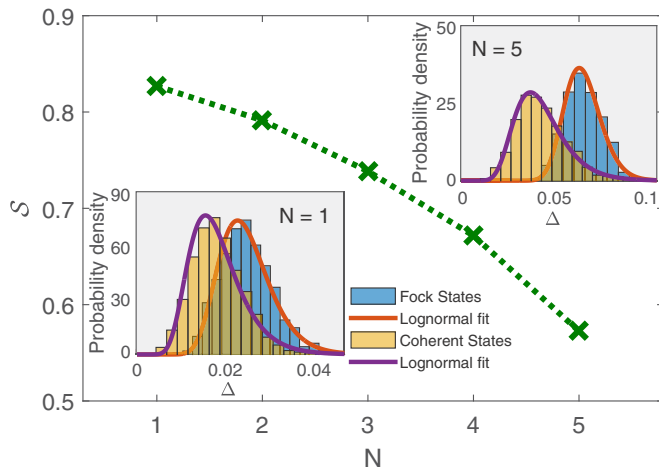 0.9
0.8
0.7
0.6
0.5
S
1
2
3
4
5
N
N = 5
Probability density
50
25
0
0
0.05
0.1
Δ
N = 1
Probability density
90
60
30
0
0
0.02
0.04
Δ
Fock States
Lognormal fit
Coherent States
Lognormal fit